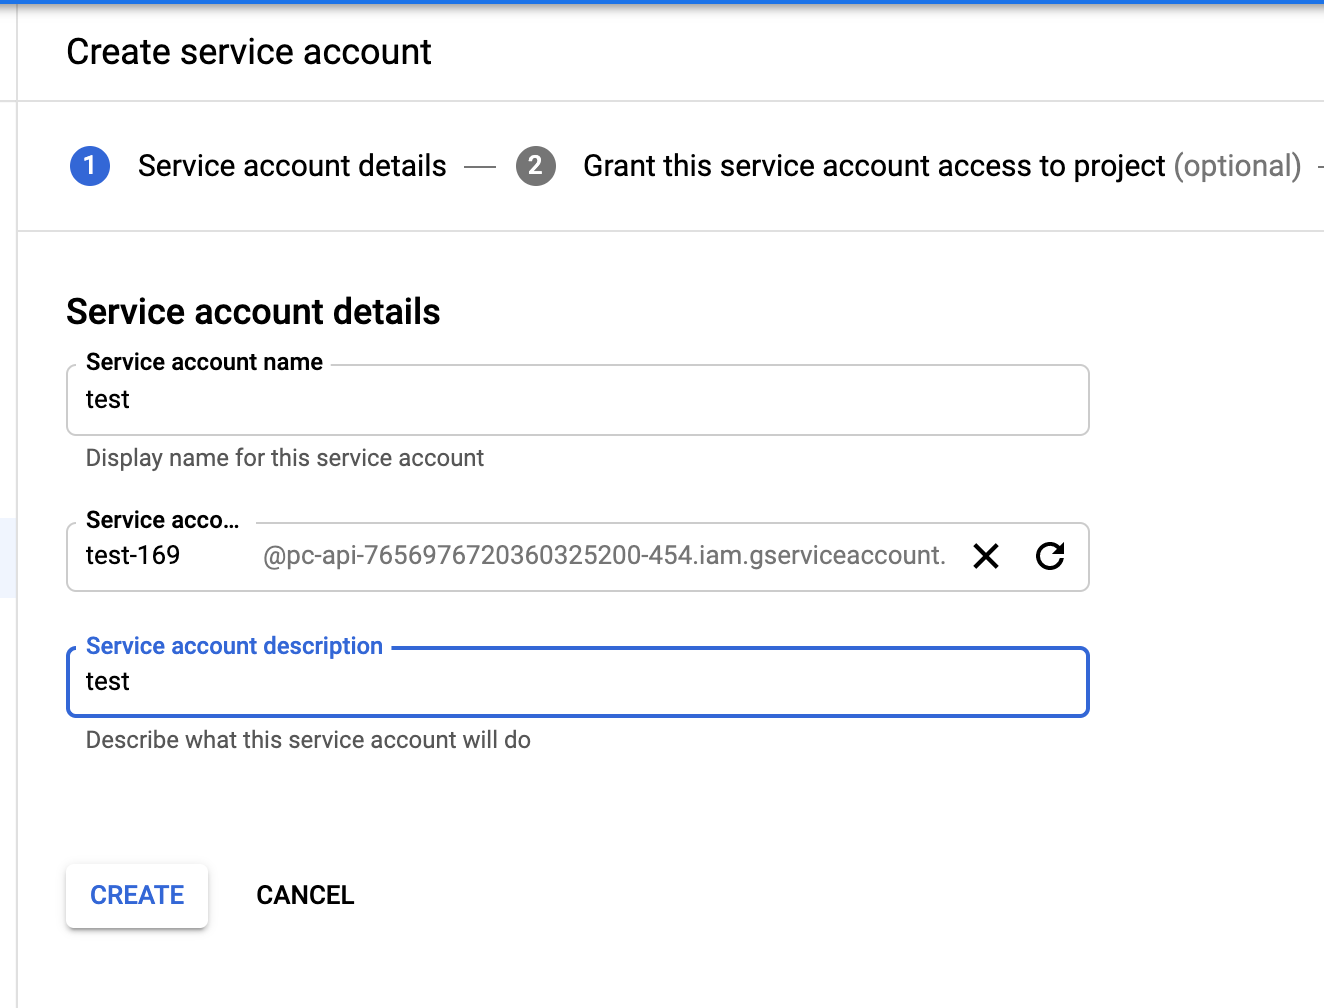 Create service account
1 Service account details — 2 Grant this service account access to project (optional)
Service account details
Service account name
test
Display name for this service account
Service acco...
test-169 @pc-api-7656976720360325200-454.iam.gserviceaccount.
Service account description
test
Describe what this service account will do
CREATE CANCEL